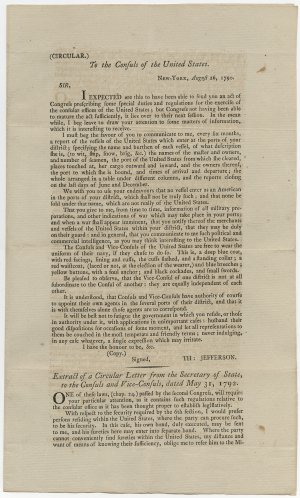 (CIRCULAR.)
To the Consuls of the United States.
NEW-YORK, August 26, 1790.
SIR,
I EXPECTED ere this to have been able to send you an act of
Congress prescribing some special duties and regulations for the exercise of
the consular offices of the United States; but Congress not having been able
to mature the act sufficiently, it lies over to their next session. In the mean
while, I beg leave to draw your attention to some matters of information,
which it is interesting to receive.
I must beg the favour of you to communicate to me, every six months,
a report of the vessels of the United States which enter at the ports of your
district; specifying the name and burthen of each vessel, of what description
she is, (to wit, ship, snow, brig, &c.) the names of the master and owners,
and number of seamen, the port of the United States from which she cleared,
places touched at, her cargo outward and inward, and the owners thereof,
the port to which she is bound, and times of arrival and departure; the
whole arranged in a table under different columns, and the reports closing
on the last days of June and December.
We wish you to use your endeavours that no vessel enter as an American
in the ports of your district, which shall not be truly such; and that none be
sold under that name, which are not really of the United States.
That you give to me, from time to time, information of all military pre-
parations, and other indications of war which may take place in your ports;
and when a war shall appear imminent, that you notify thereof the merchants
and vessels of the United States within your district, that they may be duly
on their guard; and in general, that you communicate to me such political and
commercial intelligence, as you may think interesting to the United States.
The Consuls and Vice-Consuls of the United States are free to wear the
uniform of their navy, if they chuse to do so. This is, a deep blue coat,
with red facings, lining and cuffs, the cuffs slashed, and a standing collar; a
red waistcoat, (laced or not, at the election of the wearer,) and blue breeches;
yellow buttons, with a foul anchor; and black cockades, and small swords.
Be pleased to observe, that the Vice-Consul of one district is not at all
subordinate to the Consul of another: they are equally independent of each
other.
It is understood, that Consuls and Vice-Consuls have authority of course
to appoint their own agents in the several ports of their district, and that it
is with themselves alone those agents are to correspond.
It will be best not to fatigue the government in which you reside, or those
in authority under it, with applications in unimportant cases: husband their
good dispositions for occasions of some moment, and let all representations to
them be couched in the most temperate and friendly terms; never indulging,
in any case whatever, a single expression which may irritate.
I have the honour to be, &c.
(Copy.)
Signed, TH: JEFFERSON.
Extract of a Circular Letter from the Secretary of State,
to the Consuls and Vice-Consuls, dated May 31, 1792.
ONE of these laws, (chap. 24.) passed by the second Congress, will require
your particular attention, as it contains such regulations relative to
the consular office as it has been thought proper to establish legislatively.
With respect to the security required by the 6th section, I would prefer
persons residing within the United States, where the party can procure such,
to be his security. In this case, his own bond, duly executed, may be sent
to me, and his sureties here may enter into separate bond. Where the party
cannot conveniently find sureties within the United States, my distance and
want of means of knowing their sufficiency, oblige me to refer him to the Mi-